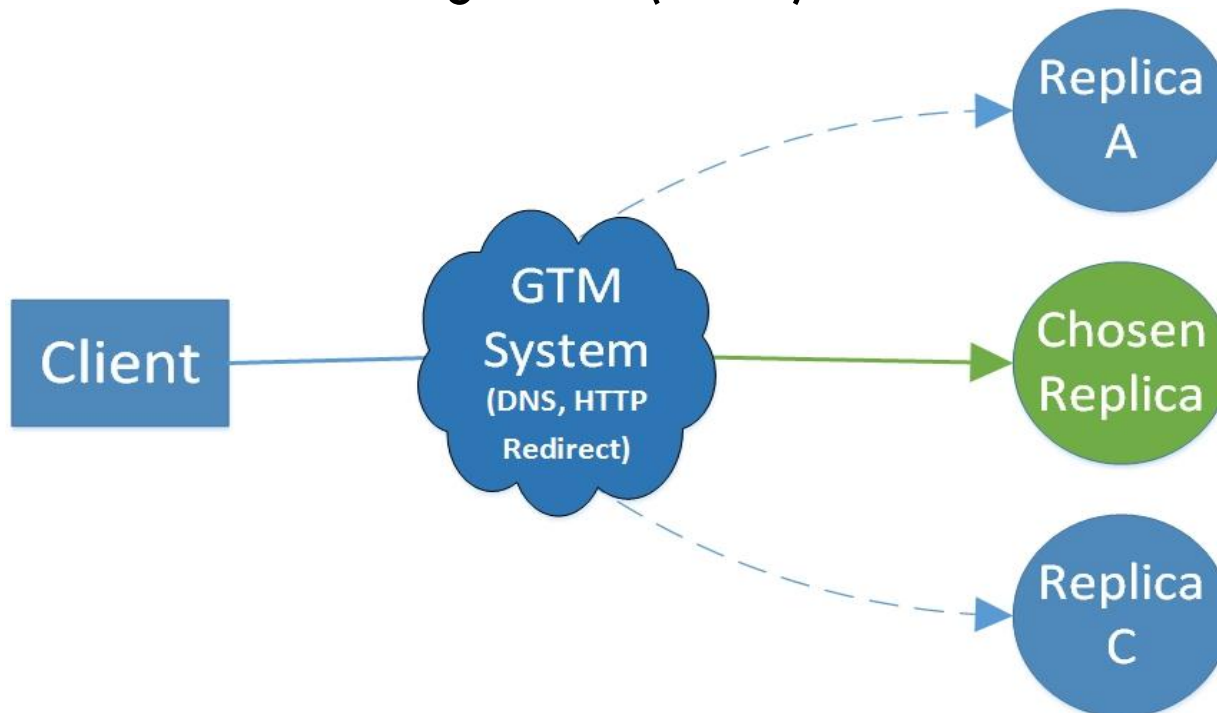 Client
GTM
System
(DNS, HTTP
Redirect)
Replica
A
Chosen
Replica
Replica
C